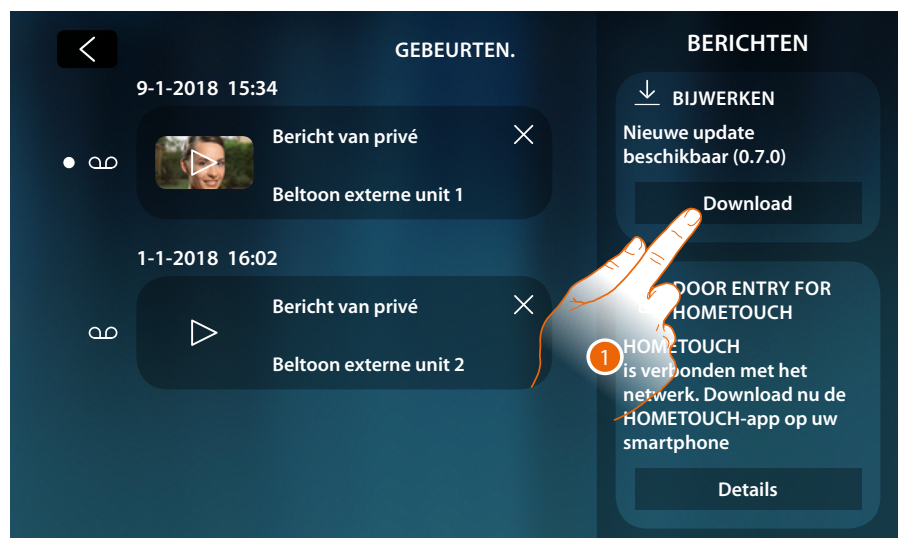 GEBEURTEN.
9-1-2018 15:34
Bericht van privé
Beltoon externe unit 1
1-1-2018 16:02
Bericht van privé
Beltoon externe unit 2
BERICHTEN
BIJWERKEN
Nieuwe update
beschikbaar (0.7.0)
Download
DOOR ENTRY FOR
HOMETOUCH
1
HOMETOUCH
is verbonden met het
netwerk. Download nu de
HOMETOUCH-app op uw
smartphone
Details